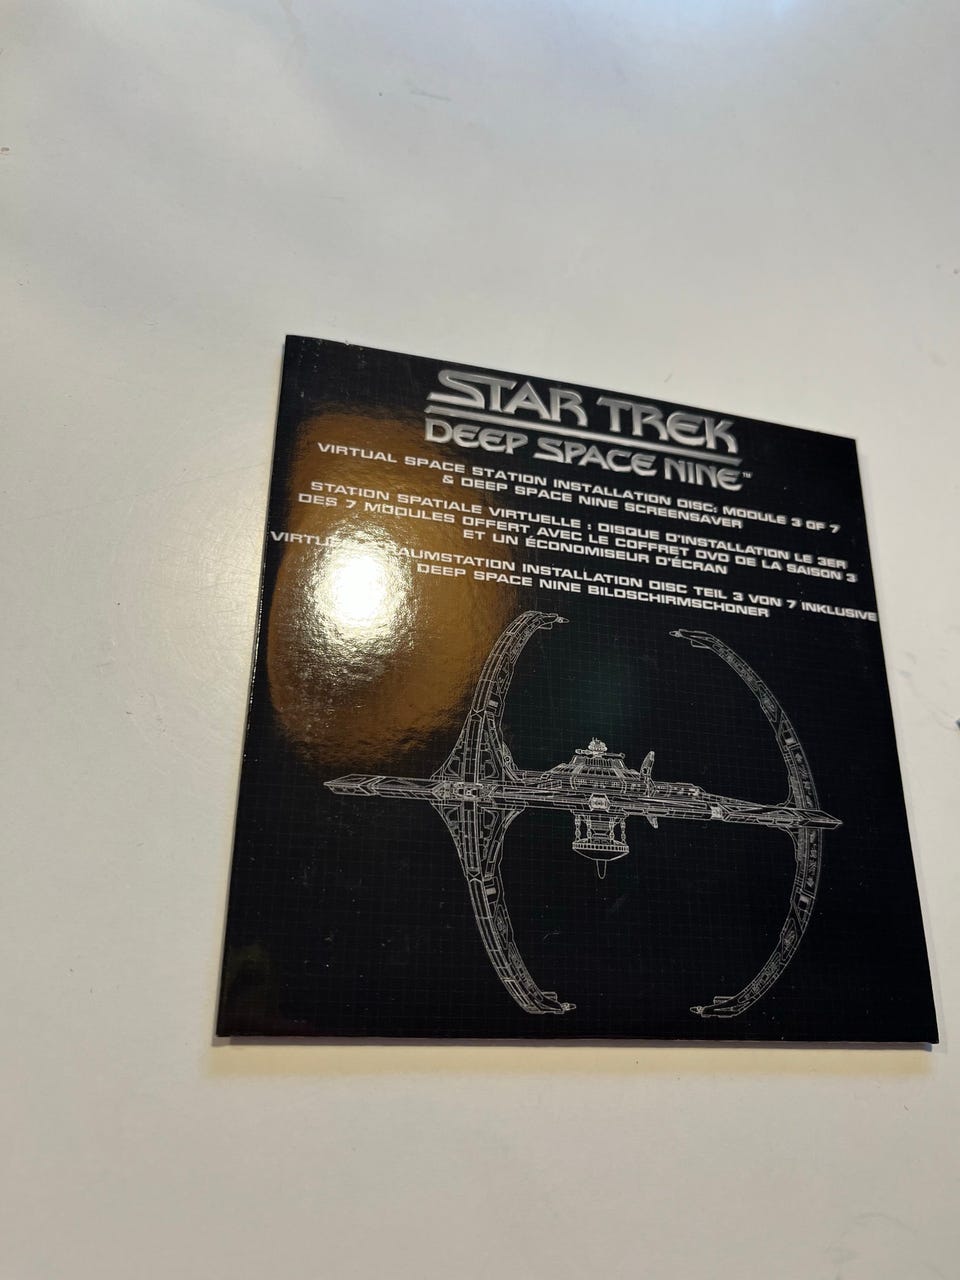 STAR TREK
DEEP SPACE NINE™
VIRTUAL SPACE STATION INSTALLATION DISC: MODULE 3 OF 7
& DEEP SPACE NINE SCREENSAVER
STATION SPATIALE VIRTUELLE : DISQUE D'INSTALLATION LE 3ER
DES 7 MODULES OFFERT AVEC LE COFFRET DVD DE LA SAISON 3
ET UN ÉCONOMISEUR D'ÉCRAN
INSTALLATION DISC TEIL 3 VON 7 INKLUSIVE
DEEP SPACE NINE BILDSCHIRMSCHONER